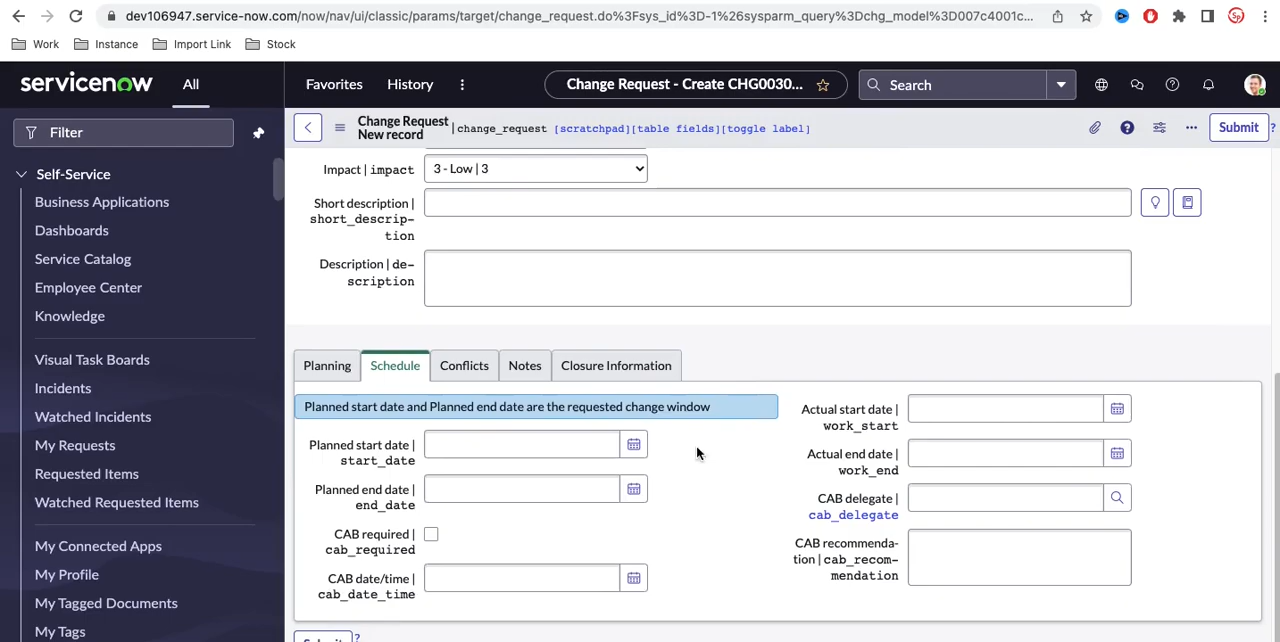 dev106947.service-now.com/now/nav/ui/classic/params/target/change_request.do%3Fsys_id%3D-1%26sysparm_query%3Dchg_model%3D007c4001c...
Sp
Work Instance Import Link Stock
servicenow All Favorites History Change Request - Create CHG0030... Search
Filter
Change Request
New record
|change_request [scratchpad][table fields][toggle label]
Submit ?
Self-Service
Business Applications
Dashboards
Service Catalog
Employee Center
Knowledge
Visual Task Boards
Incidents
Watched Incidents
My Requests
Requested Items
Watched Requested Items
My Connected Apps
My Profile
My Tagged Documents
My Tags
Impact | impact 3 - Low | 3
Short description |
short_descrip-
tion
Description | de-
scription
Planning Schedule Conflicts Notes Closure Information
Planned start date and Planned end date are the requested change window
Planned start date |
start_date
Planned end date |
end_date
CAB required |
cab_required
CAB date/time |
cab_date_time
Actual start date |
work_start
Actual end date |
work_end
CAB delegate |
cab_delegate
CAB recommenda-
tion | cab_recom-
mendation
Submit ?